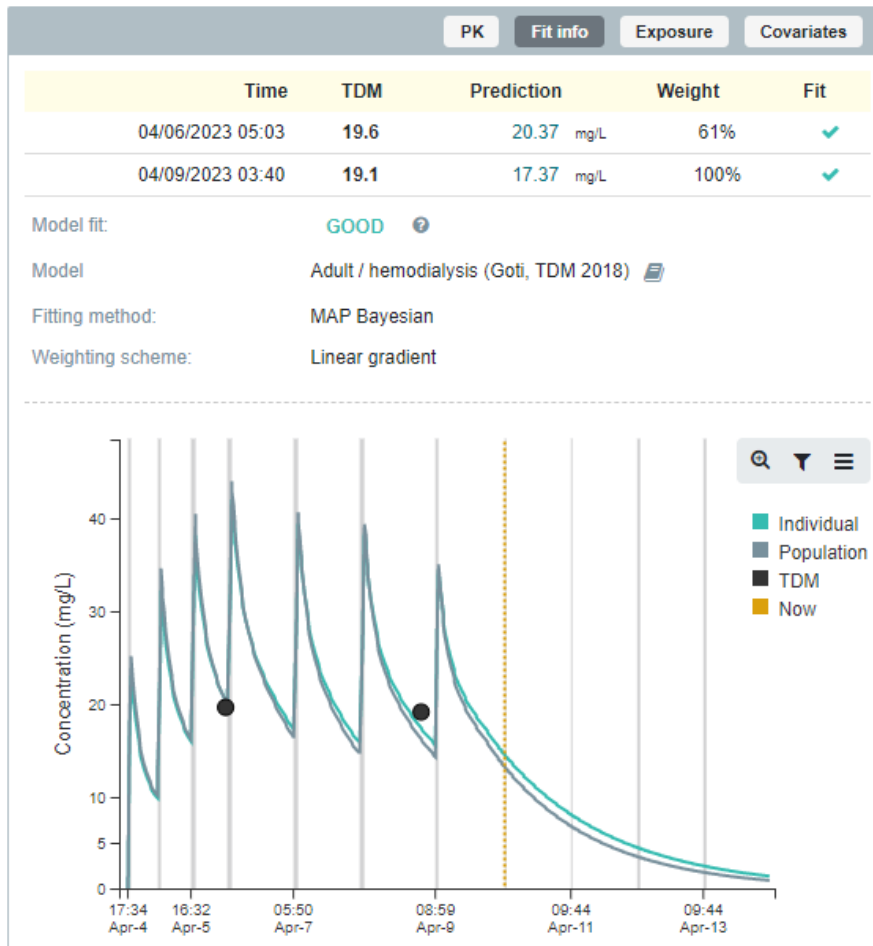 PK Fit info Exposure Covariates
Time TDM Prediction Weight Fit
04/06/2023 05:03 19.6 20.37 mg/L 61%
04/09/2023 03:40 19.1 17.37 mg/L 100%
Model fit: GOOD ?
Model Adult / hemodialysis (Goti, TDM 2018)
Fitting method: MAP Bayesian
Weighting scheme: Linear gradient
Concentration (mg/L)
40
30
20
10
5
0
Individual
Population
TDM
Now
17:34 16:32 05:50 08:59 09:44 09:44
Apr-4 Apr-5 Apr-7 Apr-9 Apr-11 Apr-13